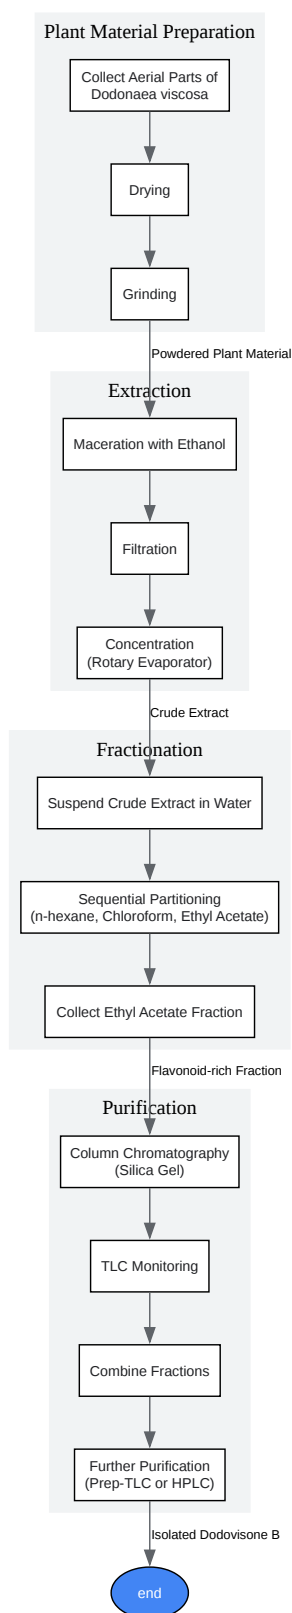 Plant Material Preparation
Collect Aerial Parts of
Dodonaea viscosa
Drying
Grinding
Powdered Plant Material
Extraction
Maceration with Ethanol
Filtration
Concentration
(Rotary Evaporator)
Crude Extract
Fractionation
Suspend Crude Extract in Water
Sequential Partitioning
(n-hexane, Chloroform, Ethyl Acetate)
Collect Ethyl Acetate Fraction
Flavonoid-rich Fraction
Purification
Column Chromatography
(Silica Gel)
TLC Monitoring
Combine Fractions
Further Purification
(Prep-TLC or HPLC)
Isolated Dodovisone B
end